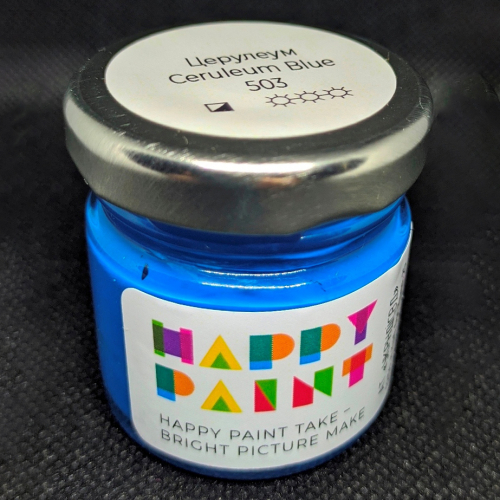 Церулеум
Ceruleum Blue
503
HAPPY
PAINT
HAPPY PAINT TAKE –
BRIGHT PICTURE MAKE